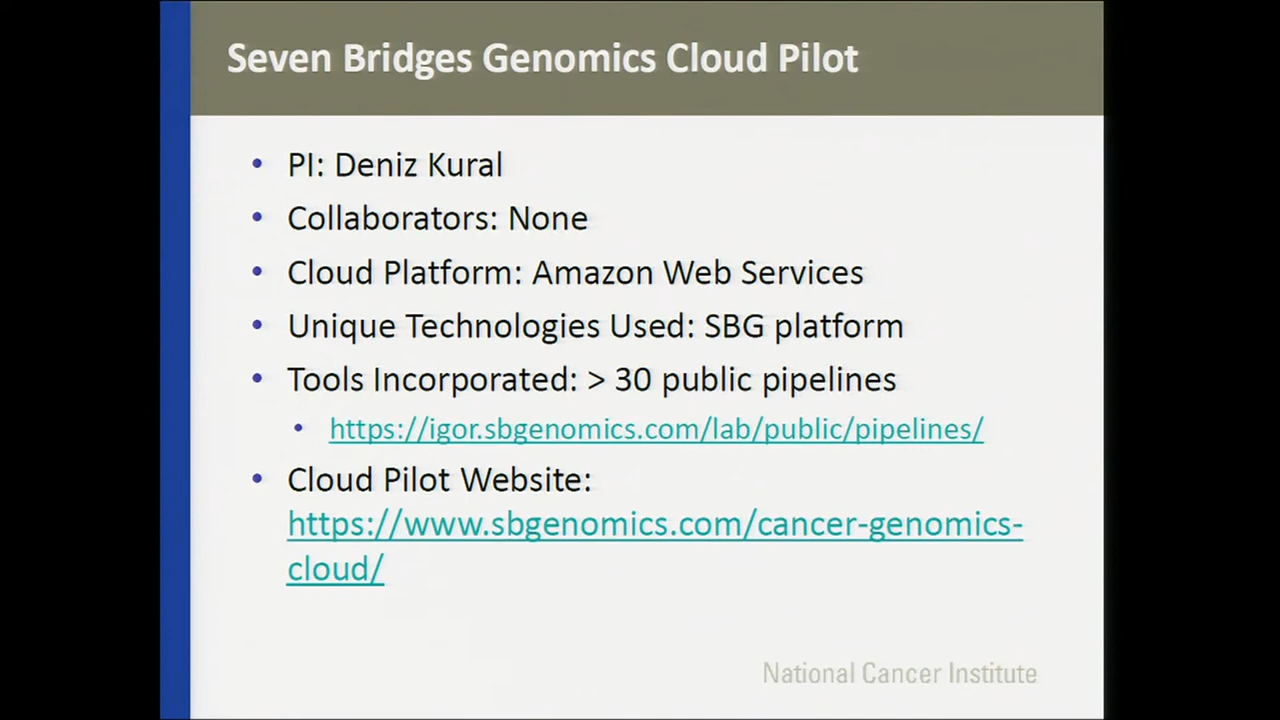 Seven Bridges Genomics Cloud Pilot
• PI: Deniz Kural
• Collaborators: None
• Cloud Platform: Amazon Web Services
• Unique Technologies Used: SBG platform
• Tools Incorporated: > 30 public pipelines
• https://igor.sbgenomics.com/lab/public/pipelines/
• Cloud Pilot Website:
https://www.sbgenomics.com/cancer-genomics-
cloud/
National Cancer Institute